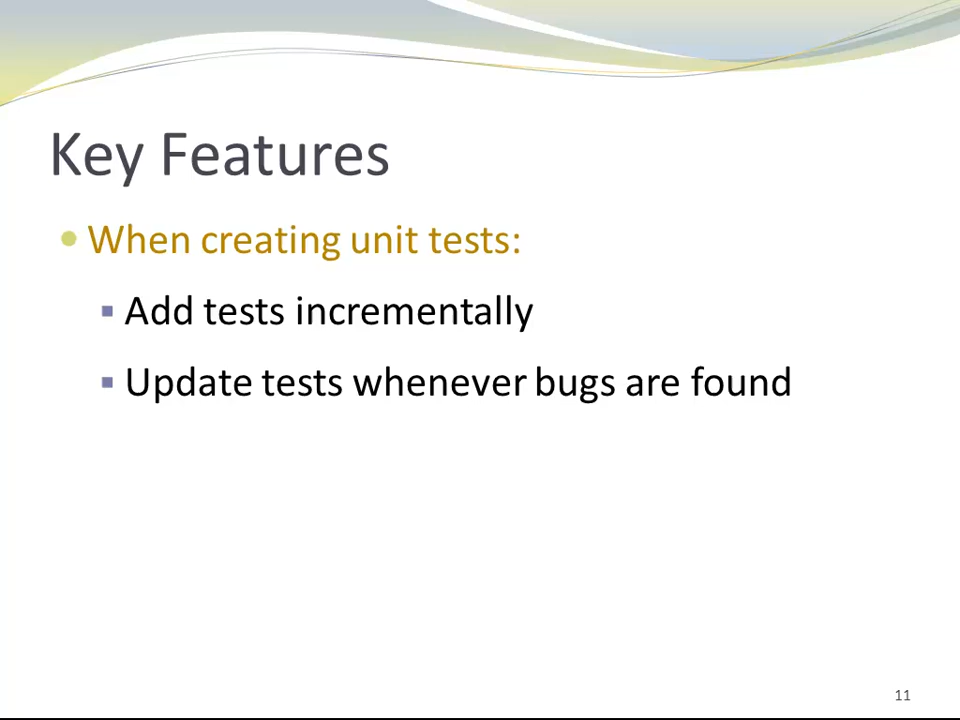 Key Features
When creating unit tests:
Add tests incrementally
Update tests whenever bugs are found
11